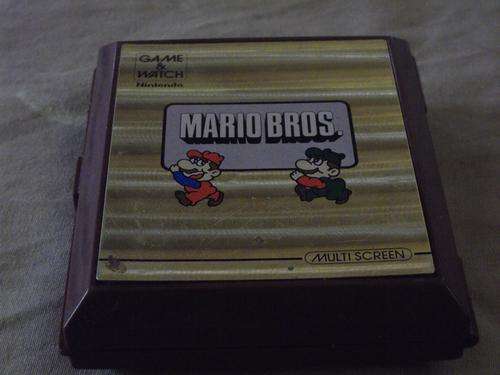 GAME
&
WATCH
Nintendo
MARIO BROS.
MULTI SCREEN